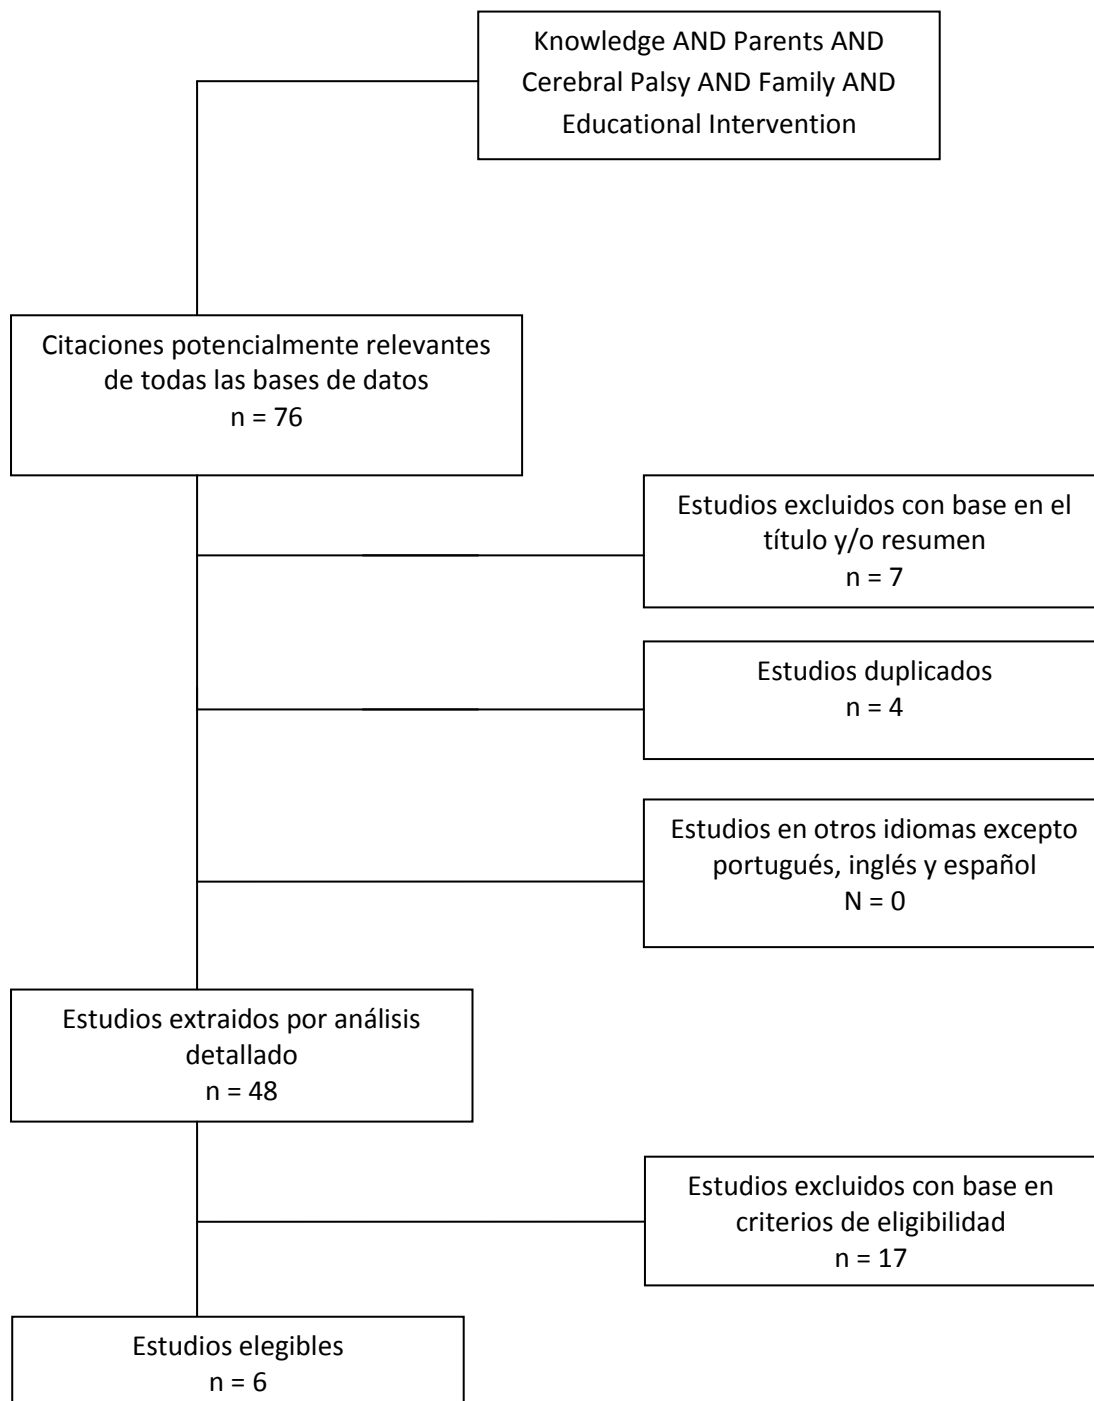 Knowledge AND Parents AND
Cerebral Palsy AND Family AND
Educational Intervention
Citaciones potencialmente relevantes
de todas las bases de datos
n = 76
Estudios excluidos con base en el
título y/o resumen
n = 7
Estudios duplicados
n = 4
Estudios en otros idiomas excepto
portugués, inglés y español
N = 0
Estudios extraidos por análisis
detallado
n = 48
Estudios excluidos con base en
criterios de eligibilidad
n = 17
Estudios elegibles
n = 6